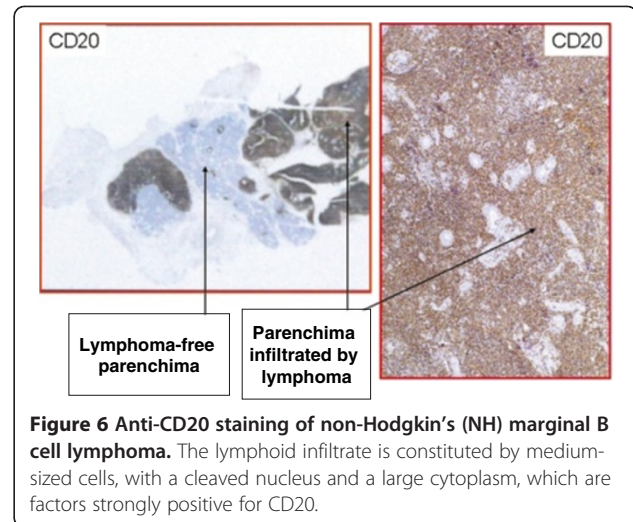 CD20
CD20
Lymphoma-free
parenchima
Parenchima
infiltrated by
lymphoma
Figure 6 Anti-CD20 staining of non-Hodgkin's (NH) marginal B
cell lymphoma. The lymphoid infiltrate is constituted by medium-
sized cells, with a cleaved nucleus and a large cytoplasm, which are
factors strongly positive for CD20.